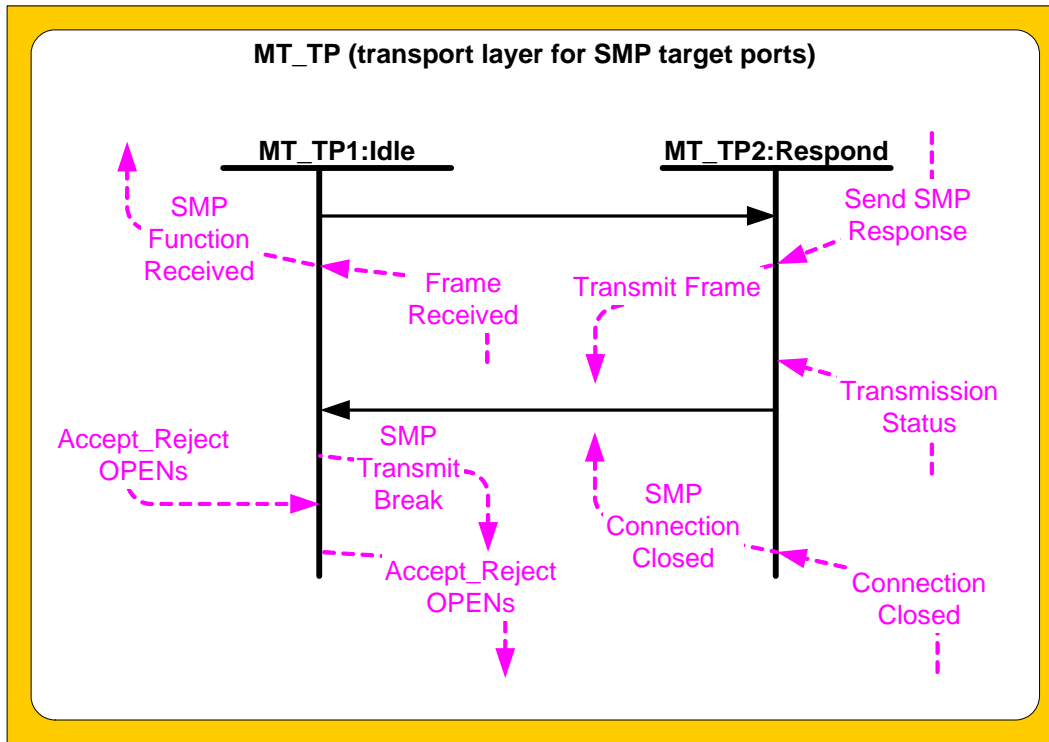 MT_TP (transport layer for SMP target ports)
MT_TP1:Idle
MT_TP2:Respond
SMP
Function
Received
Frame
Received
Send SMP
Response
Transmit Frame
Transmission
Status
Accept_Reject
OPENs
SMP
Transmit
Break
Accept_Reject
OPENs
SMP
Connection
Closed
Connection
Closed